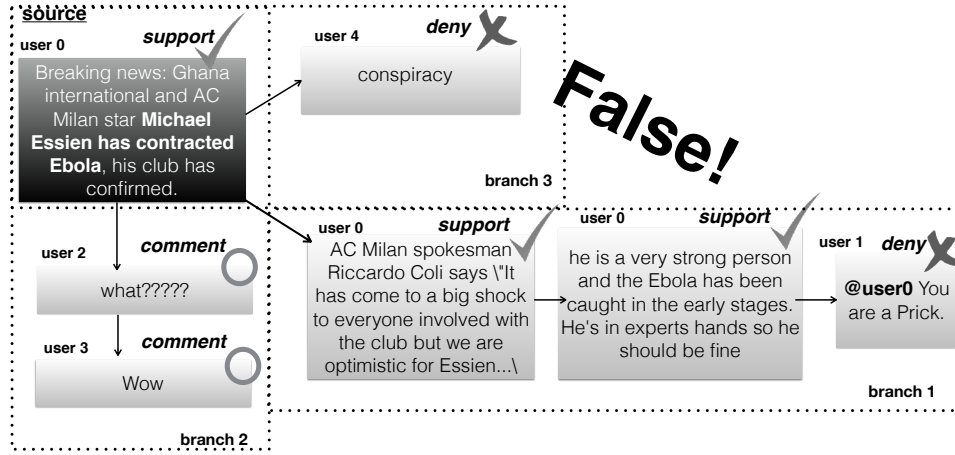 source
user 0
support
Breaking news: Ghana
international and AC
Milan star Michael
Essien has contracted
Ebola, his club has
confirmed.
user 4
deny
conspiracy
branch 3
False!
user 2
comment
what?????
user 3
comment
Wow
branch 2
user 0
support
AC Milan spokesman
Riccardo Coli says \"It
has come to a big shock
to everyone involved with
the club but we are
optimistic for Essien...\
user 0
support
he is a very strong person
and the Ebola has been
caught in the early stages.
He's in experts hands so he
should be fine
user 1
deny
@user0 You
are a Prick.
branch 1